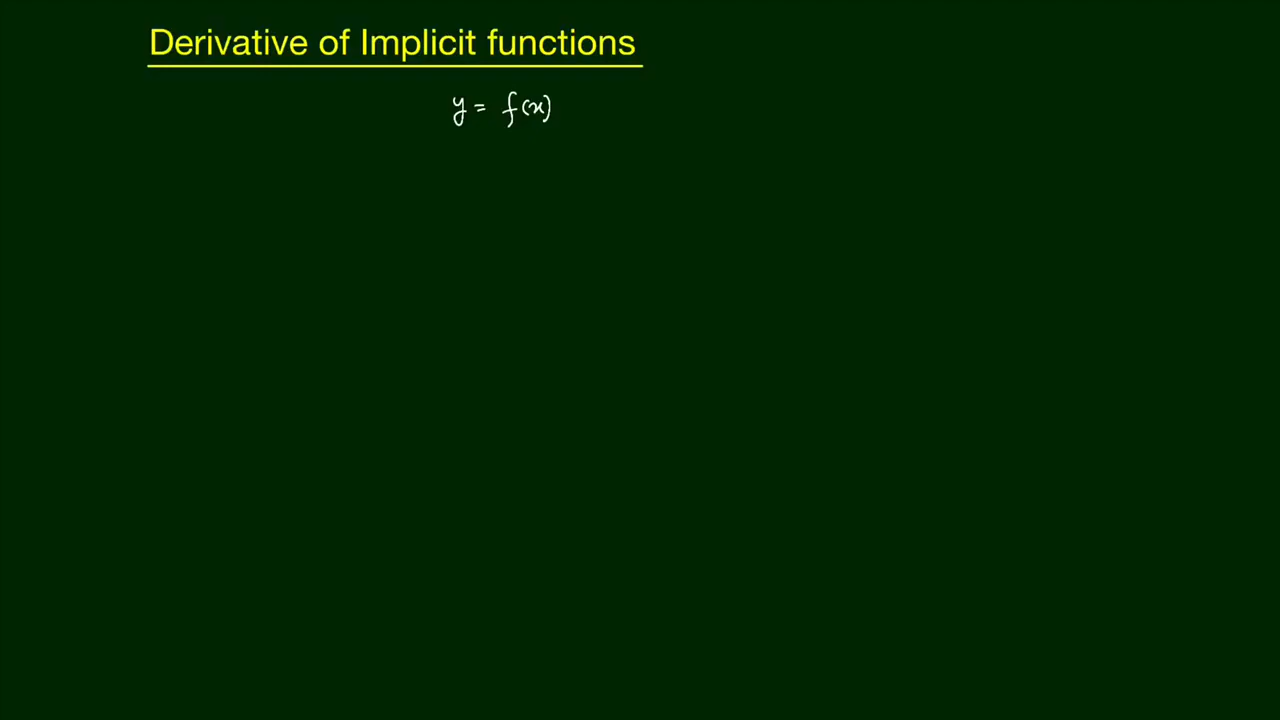 Derivative of Implicit functions
y = f(x)